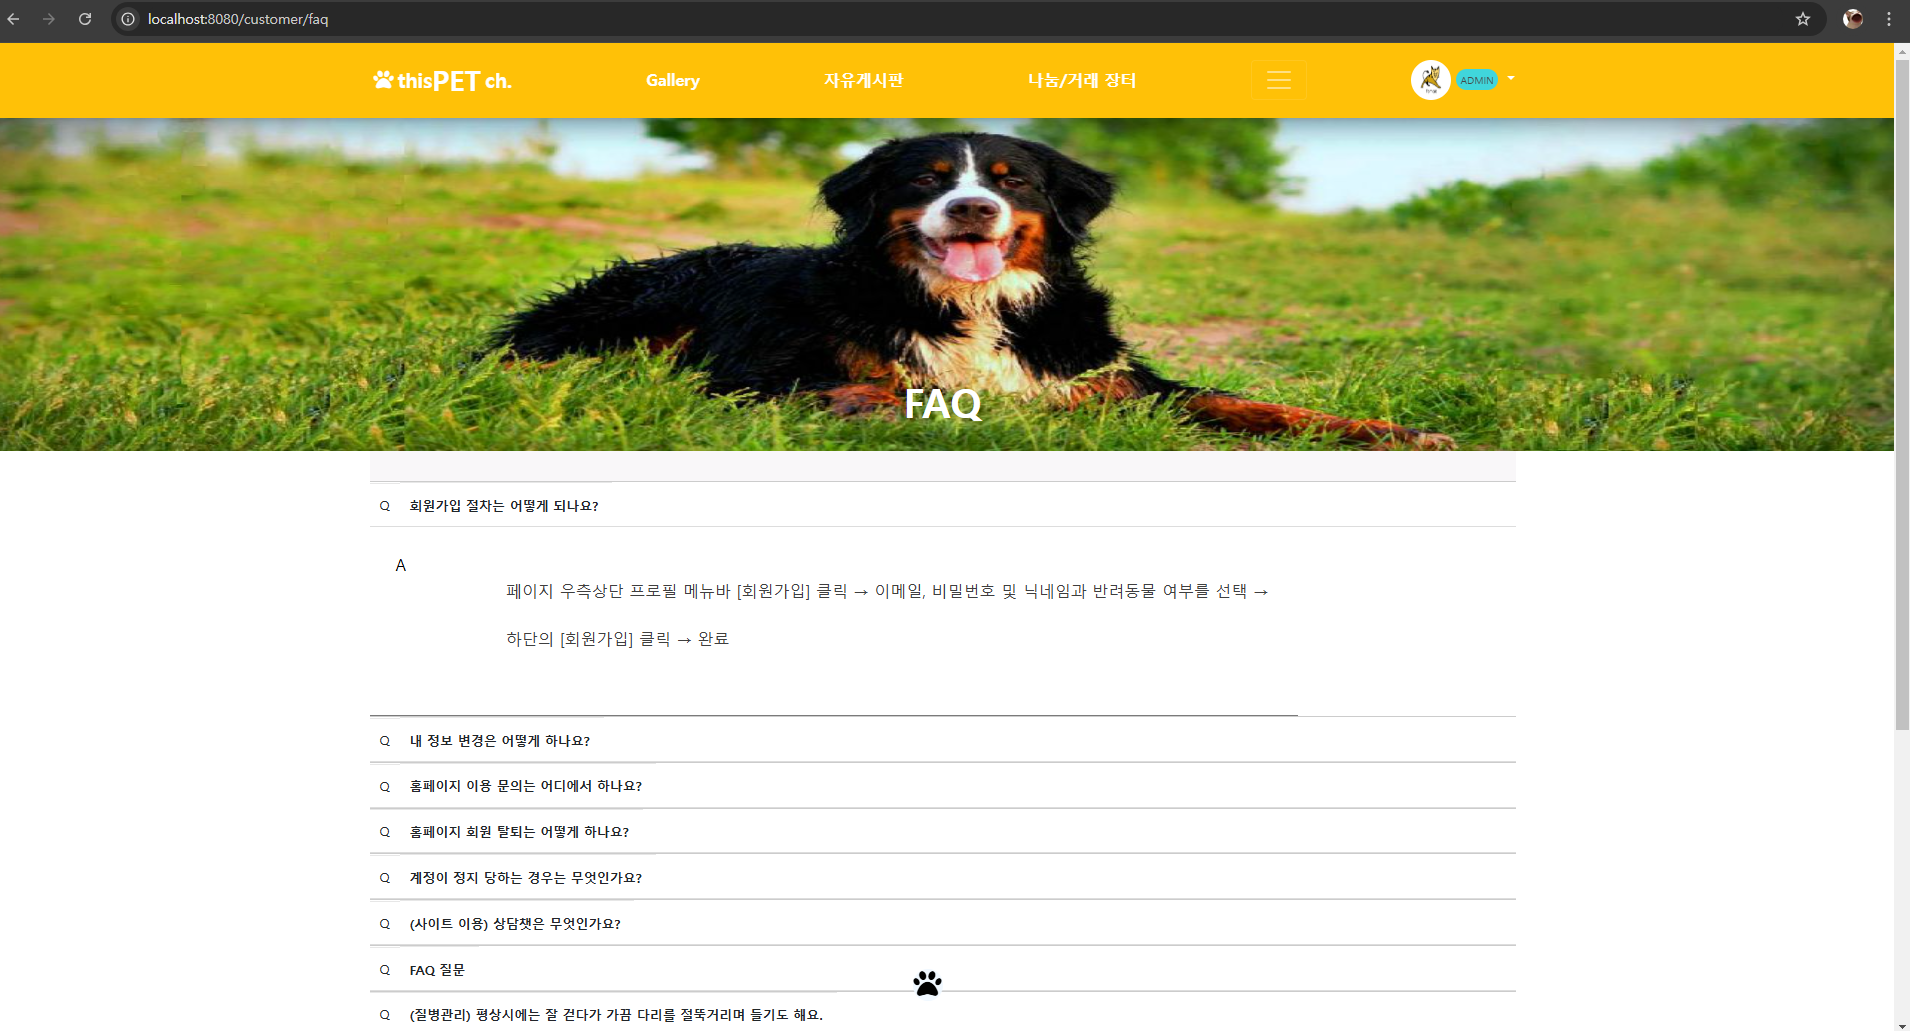 localhost:8080/customer/faq
thisPET ch.
Gallery
자유게시판
나눔/거래 장터
ADMIN
FAQ
Q 회원가입 절차는 어떻게 되나요?
A
페이지 우측상단 프로필 메뉴바 [회원가입] 클릭 → 이메일, 비밀번호 및 닉네임과 반려동물 여부를 선택 →
하단의 [회원가입] 클릭 → 완료
Q 내 정보 변경은 어떻게 하나요?
Q 홈페이지 이용 문의는 어디에서 하나요?
Q 홈페이지 회원 탈퇴는 어떻게 하나요?
Q 계정이 정지 당하는 경우는 무엇인가요?
Q (사이트 이용) 상담챗은 무엇인가요?
Q FAQ 질문
Q (질병관리) 평상시에는 잘 걷다가 가끔 다리를 절뚝거리며 들기도 해요.